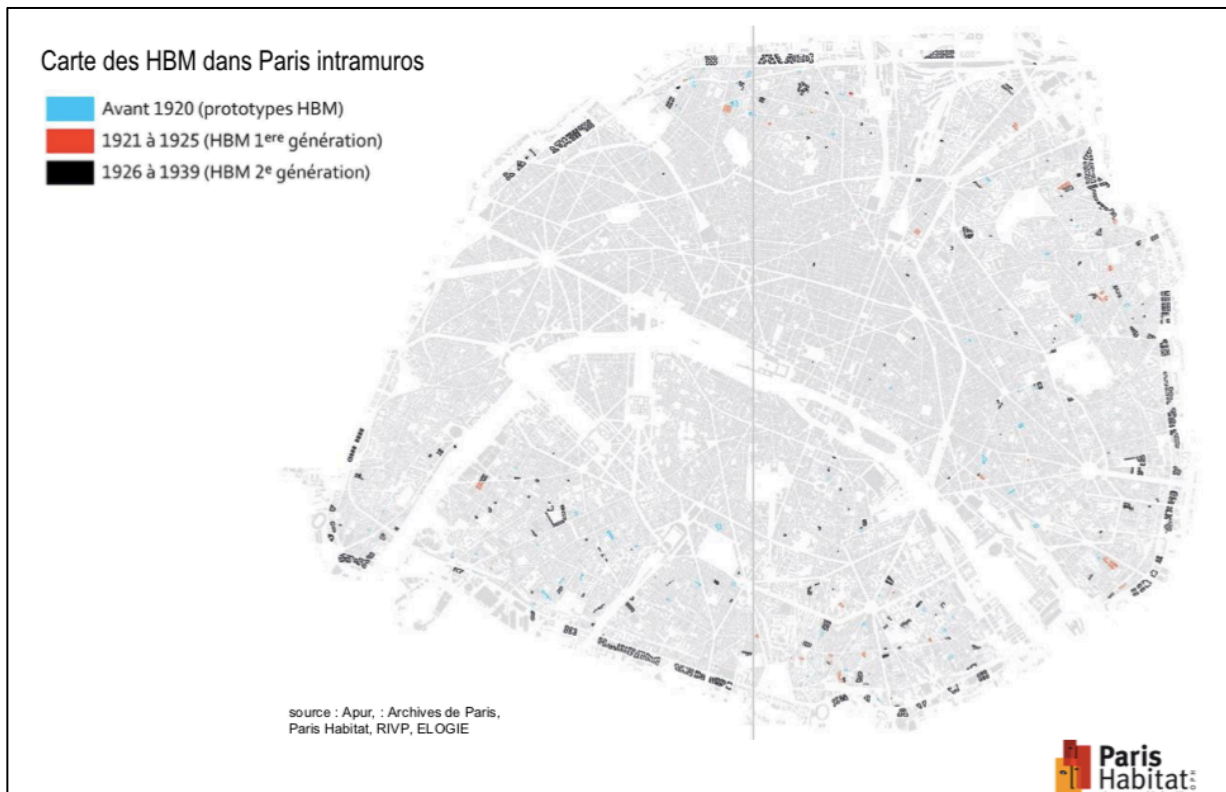 Carte des HBM dans Paris intramuros
Avant 1920 (prototypes HBM)
1921 à 1925 (HBM 1ere génération)
1926 à 1939 (HBM 2e génération)
source : Apur, : Archives de Paris,
Paris Habitat, RIVP, ELOGIE
Paris
Habitat